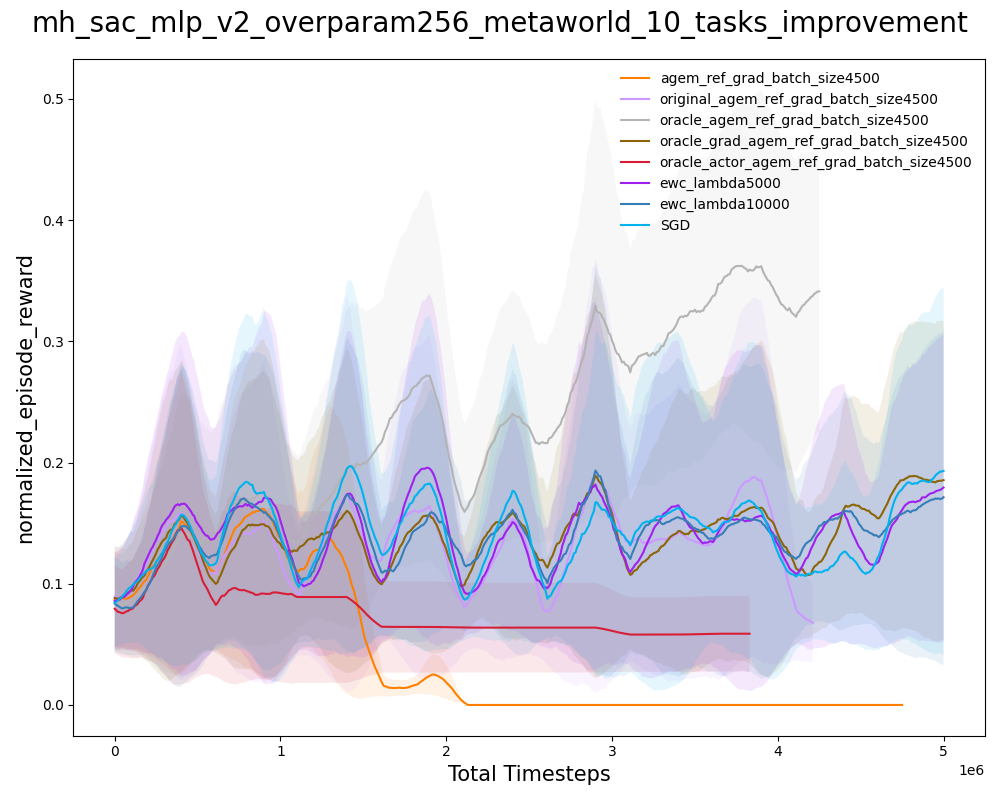 mh_sac_mlp_v2_overparam256_metaworld_10_tasks_improvement
agem_ref_grad_batch_size4500
original_agem_ref_grad_batch_size4500
oracle_agem_ref_grad_batch_size4500
oracle_grad_agem_ref_grad_batch_size4500
oracle_actor_agem_ref_grad_batch_size4500
ewc_lambda5000
ewc_lambda10000
SGD
normalized_episode_reward
0.5
0.4
0.3
0.2
0.1
0.0
0 1 2 3 4 5
1e6
Total Timesteps